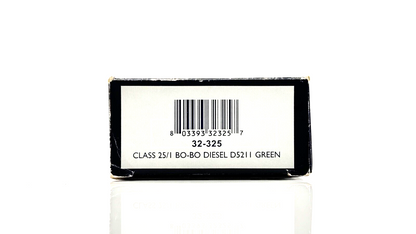 8 03393 32325 7
32-325
CLASS 25/1 BO-BO DIESEL D5211 GREEN